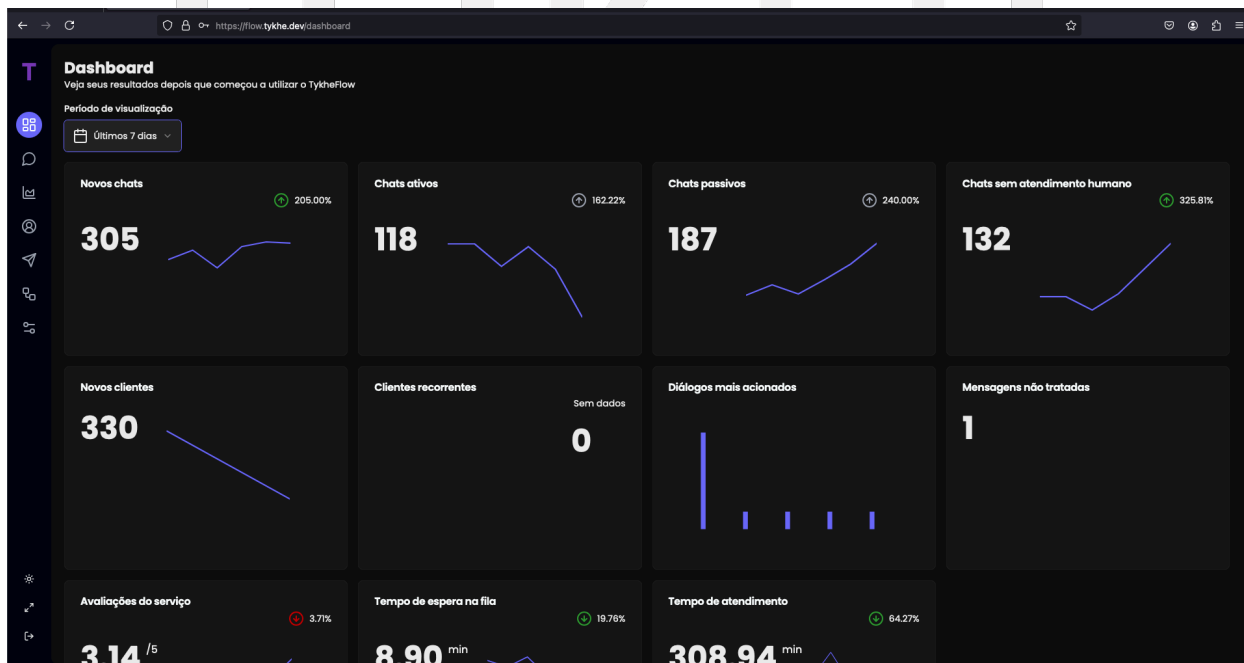 https://flow.tykhe.dev/dashboard
T
Dashboard
Veja seus resultados depois que começou a utilizar o TykheFlow
Período de visualização
Últimos 7 dias
Novos chats
205.00%
305
Chats ativos
162.22%
118
Chats passivos
240.00%
187
Chats sem atendimento humano
325.81%
132
Novos clientes
330
Clientes recorrentes
Sem dados
0
Diálogos mais acionados
Mensagens não tratadas
1
Avaliações do serviço
3.71%
3.14 /5
Tempo de espera na fila
19.76%
8.90 min
Tempo de atendimento
64.27%
308.94 min